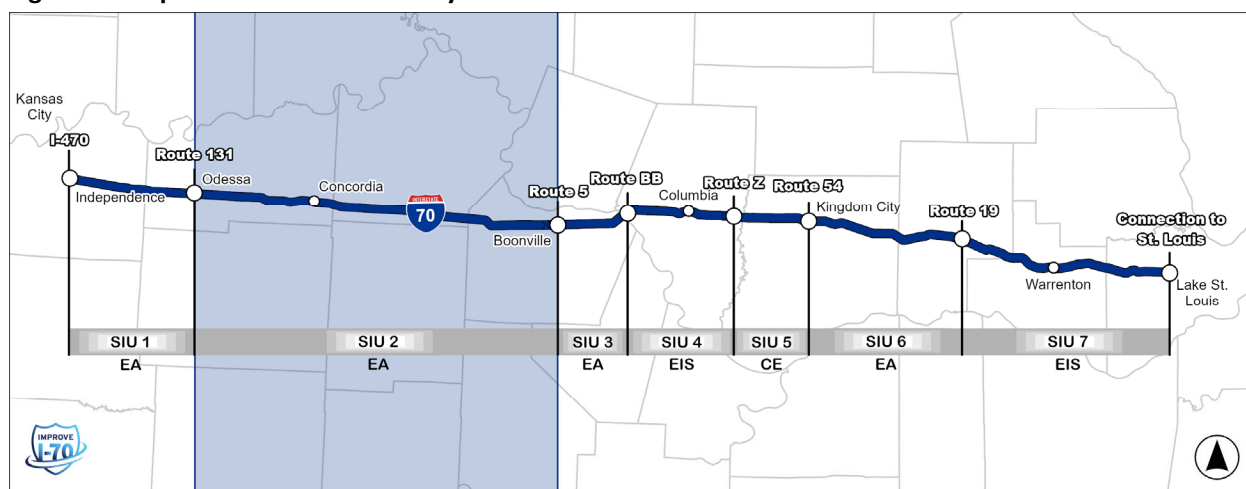 Kansas
City
I-470
Independence
Route 131
Odessa
Concordia
INTERSTATE
70
Boonville
Route 5
Route BB
Columbia
Route Z
Route 54
Kingdom City
Route 19
Warrenton
Connection to
St. Louis
Lake St.
Louis
SIU 1
SIU 2
SIU 3
SIU 4
SIU 5
SIU 6
SIU 7
EA
EA
EA
EIS
CE
EA
EIS
IMPROVE
I-70